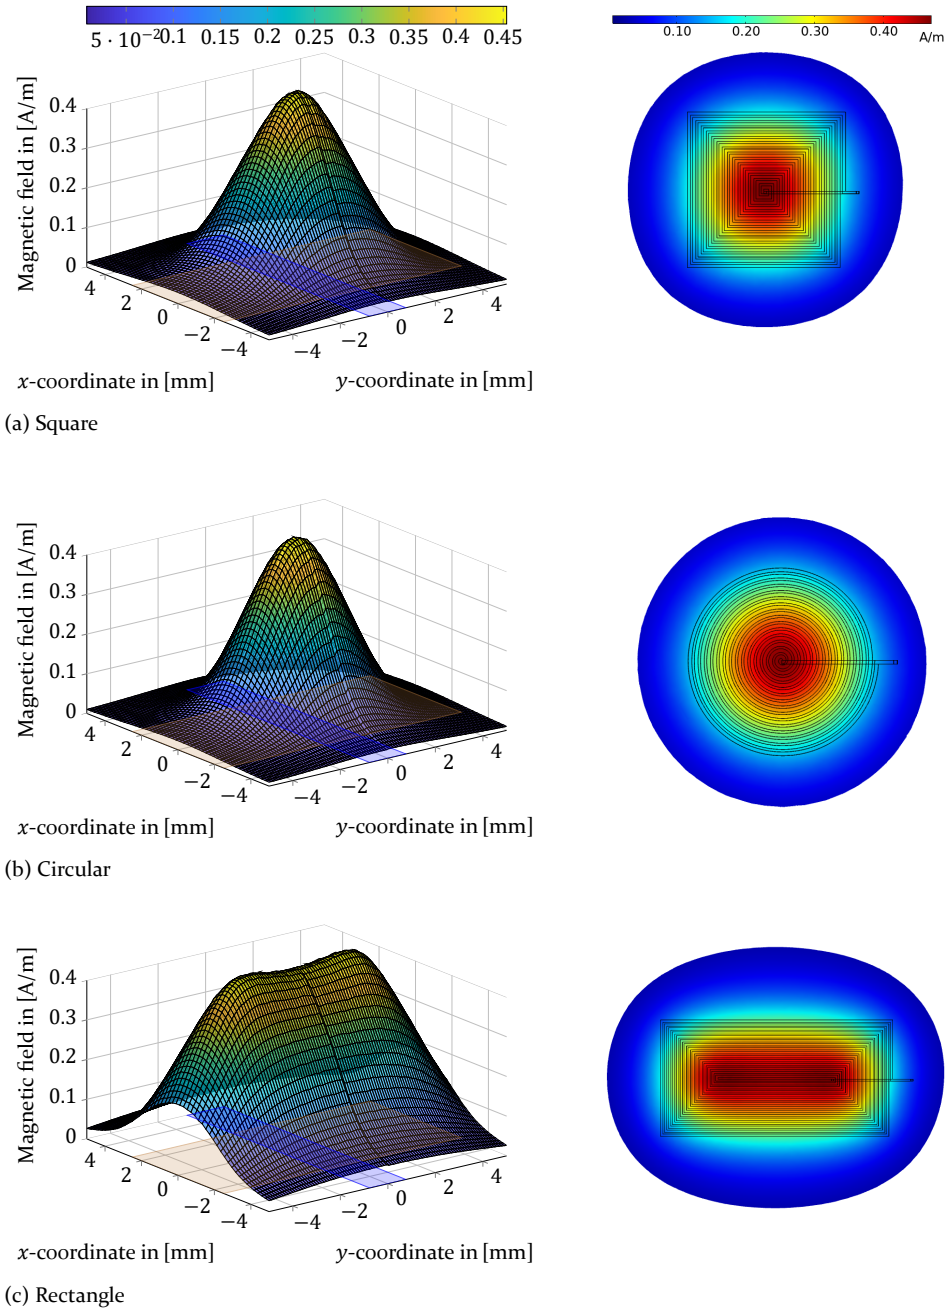 5 · 10⁻² 0.1 0.15 0.2 0.25 0.3 0.35 0.4 0.45
0.10 0.20 0.30 0.40 A/m
Magnetic field in [A/m]
0.4
0.3
0.2
0.1
0
4 2 0 −2 −4
−4 −2 0 2 4
x-coordinate in [mm] y-coordinate in [mm]
(a) Square
Magnetic field in [A/m]
0.4
0.3
0.2
0.1
0
4 2 0 −2 −4
−4 −2 0 2 4
x-coordinate in [mm] y-coordinate in [mm]
(b) Circular
Magnetic field in [A/m]
0.4
0.3
0.2
0.1
0
4 2 0 −2 −4
−4 −2 0 2 4
x-coordinate in [mm] y-coordinate in [mm]
(c) Rectangle